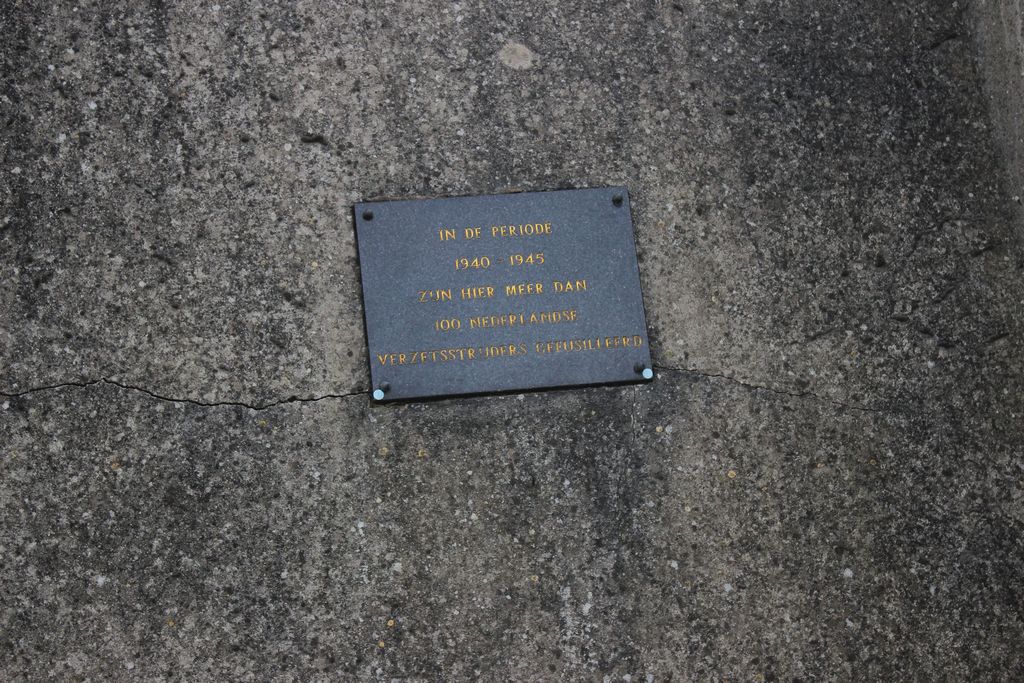 IN DE PERIODE
1940 - 1945
ZIJN HIER MEER DAN
100 NEDERLANDSE
VERZETSSTRIJDERS GEFUSILLEERD